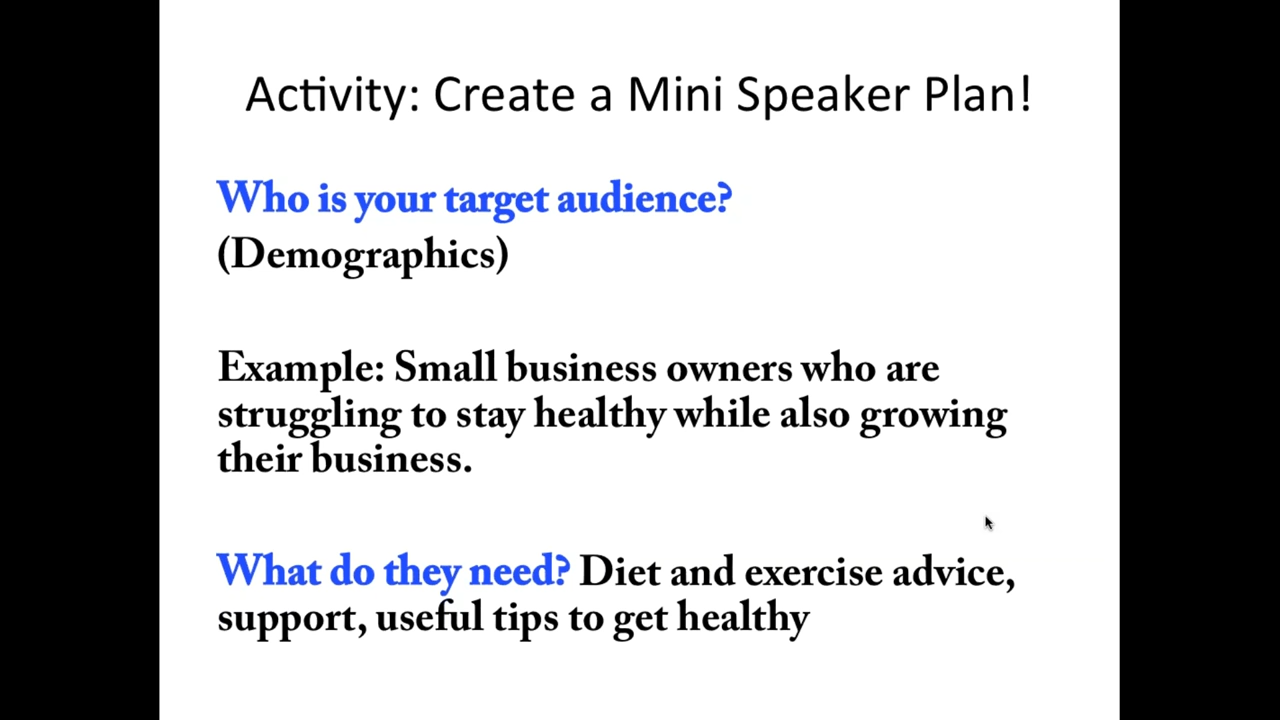 Activity: Create a Mini Speaker Plan!
Who is your target audience?
(Demographics)
Example: Small business owners who are
struggling to stay healthy while also growing
their business.
What do they need? Diet and exercise advice,
support, useful tips to get healthy